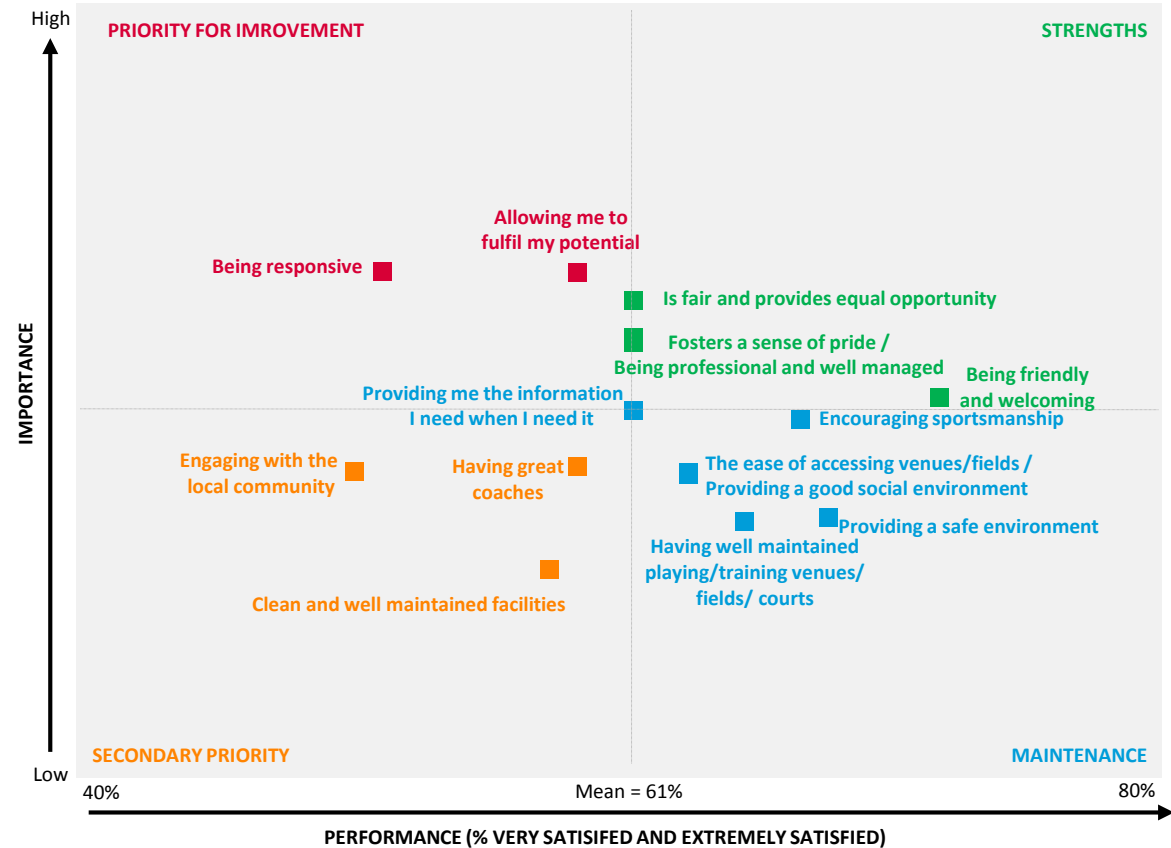 High
PRIORITY FOR IMROVEMENT
STRENGTHS
Allowing me to
fulfil my potential
Being responsive
Is fair and provides equal opportunity
Fosters a sense of pride /
Being professional and well managed
Being friendly
and welcoming
Providing me the information
I need when I need it
Encouraging sportsmanship
Engaging with the
local community
Having great
coaches
The ease of accessing venues/fields /
Providing a good social environment
Providing a safe environment
Having well maintained
playing/training venues/
fields/ courts
Clean and well maintained facilities
IMPORTANCE
SECONDARY PRIORITY
MAINTENANCE
Low
40%
Mean = 61%
80%
PERFORMANCE (% VERY SATISIFED AND EXTREMELY SATISFIED)